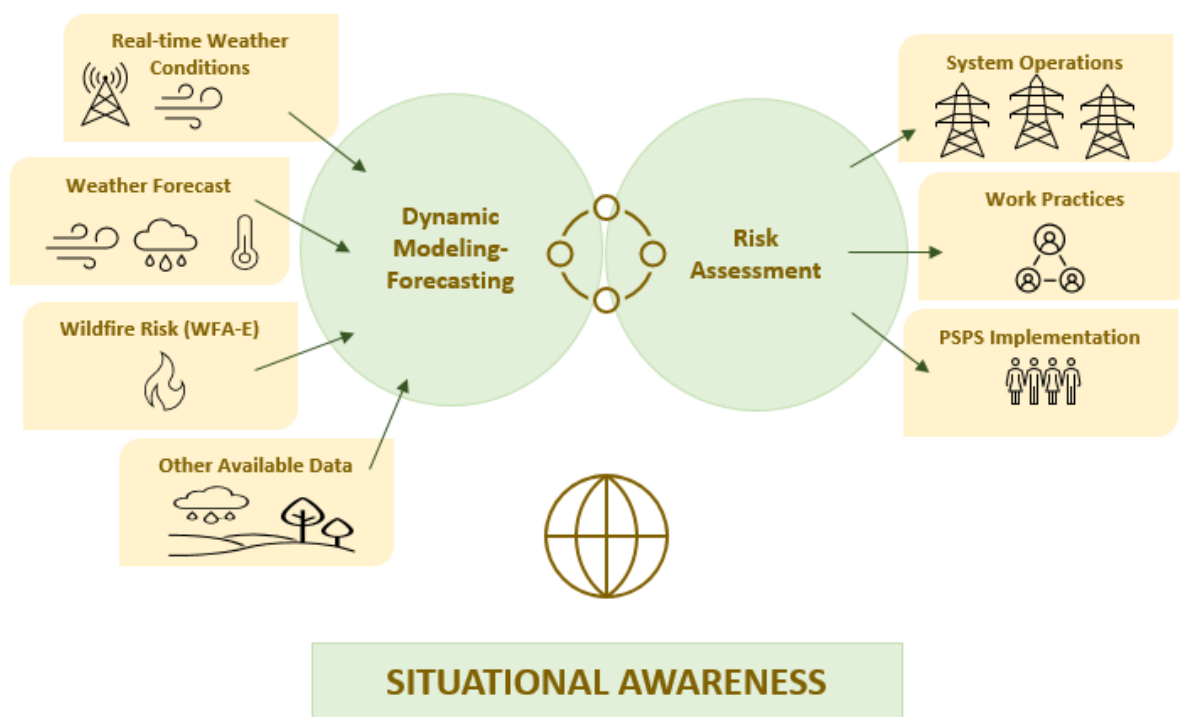 Real-time Weather
Conditions
Weather Forecast
Wildfire Risk (WFA-E)
Other Available Data
Dynamic
Modeling-
Forecasting
Risk
Assessment
System Operations
Work Practices
PSPS Implementation
SITUATIONAL AWARENESS